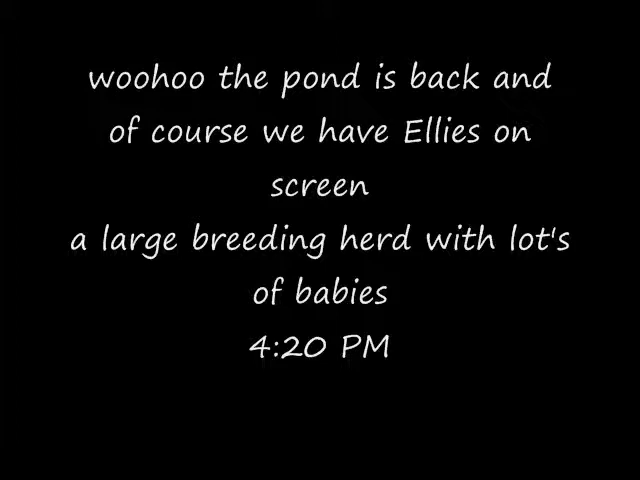 woohoo the pond is back and
of course we have Ellies on
screen
a large breeding herd with lot's
of babies
4:20 PM